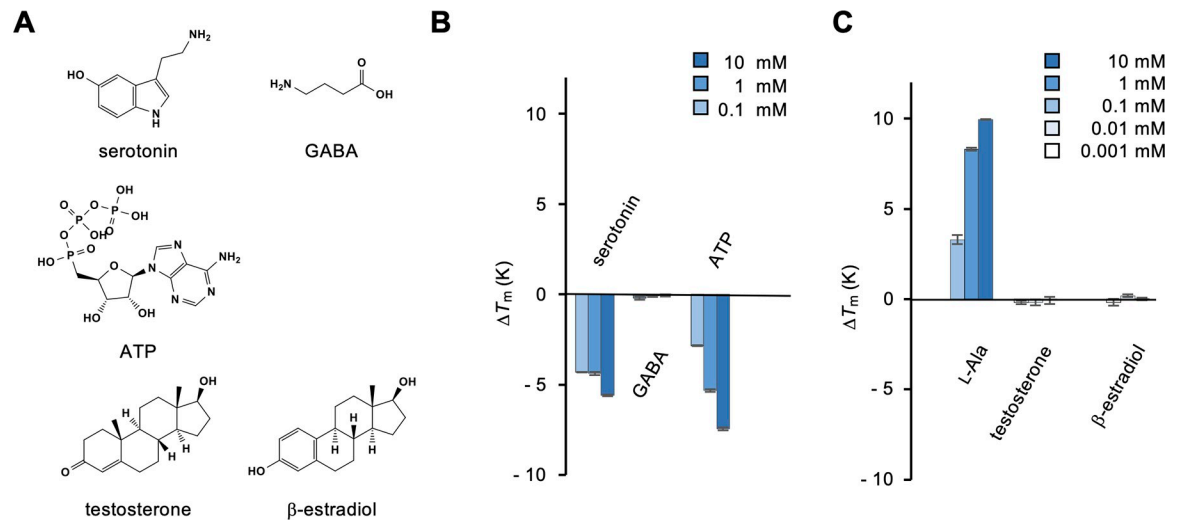 A
NH₂
HO
N
H
serotonin
O
H₂N
OH
GABA
OH
O
O
P
P
OH
OH
O
O
HO
P
O
O
N
N
N
N
NH₂
HO
OH
ATP
OH
H
H
H
O
testosterone
OH
H
H
H
HO
β-estradiol
B
10 mM
1 mM
0.1 mM
ΔTm (K)
10
5
0
- 5
- 10
serotonin
GABA
ATP
C
10 mM
1 mM
0.1 mM
0.01 mM
0.001 mM
ΔTm (K)
10
5
0
- 5
- 10
L-Ala
testosterone
β-estradiol